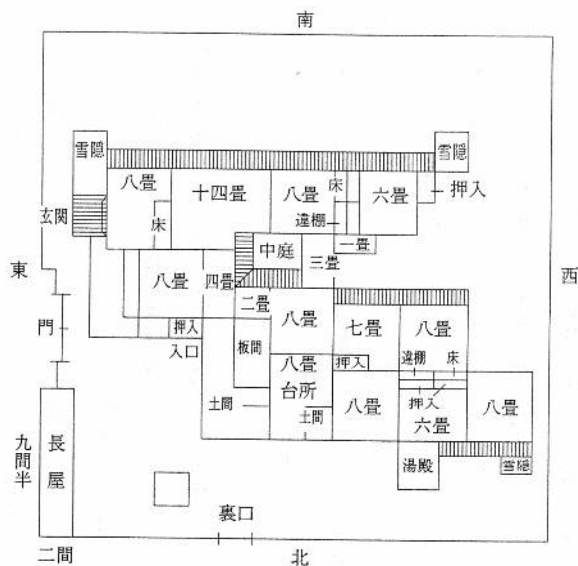 南
雪隠
雪隠
八畳
十四畳
八畳
床
六畳
押入
玄関
床
違棚
一畳
中庭
三畳
東
八畳
四畳
西
二畳
門
押入
八畳
七畳
八畳
入口
板間
八畳
押入
違棚
床
台所
土間
土間
八畳
押入
六畳
八畳
九間半
長屋
湯殿
雪隠
裏口
二間
北